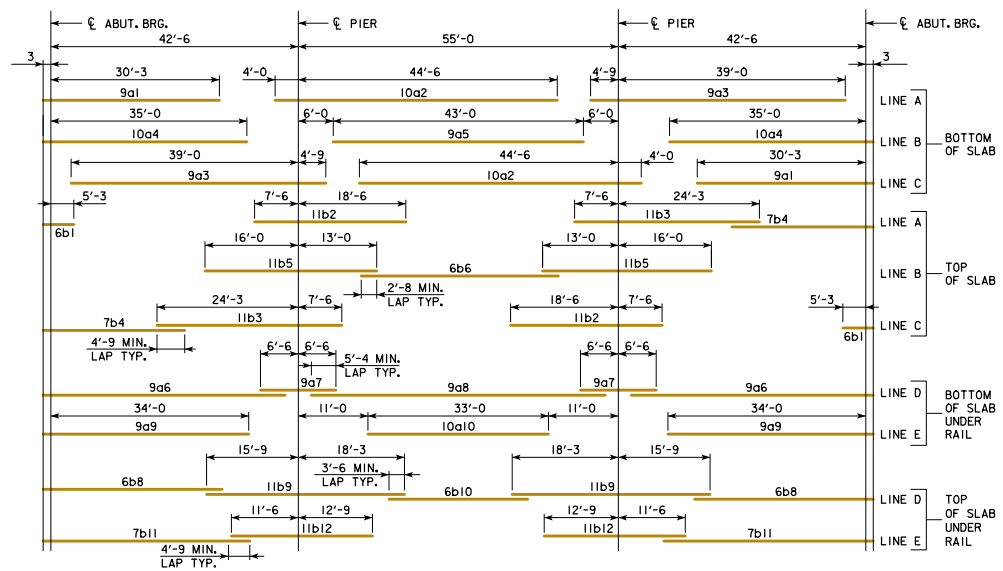 ℄ ABUT. BRG. ℄ PIER ℄ PIER ℄ ABUT. BRG.
42'-6 55'-0 42'-6
3 3
30'-3 4'-0 44'-6 4'-9 39'-0
9a1 10a2 9a3 LINE A
35'-0 6'-0 43'-0 6'-0 35'-0
10a4 9a5 10a4 LINE B
BOTTOM
OF SLAB
39'-0 4'-9 44'-6 4'-0 30'-3
9a3 10a2 9a1 LINE C
5'-3 7'-6 18'-6 7'-6 24'-3
6b1 11b2 11b3 7b4 LINE A
16'-0 13'-0 13'-0 16'-0
11b5 6b6 11b5 LINE B
TOP
OF SLAB
2'-8 MIN.
LAP TYP.
24'-3 7'-6 18'-6 7'-6 5'-3
7b4 11b3 11b2 6b1 LINE C
4'-9 MIN.
LAP TYP.
6'-6 6'-6 6'-6 6'-6
5'-4 MIN.
LAP TYP.
9a6 9a7 9a8 9a7 9a6 LINE D
34'-0 11'-0 33'-0 11'-0 34'-0
9a9 10a10 9a9 LINE E
BOTTOM
OF SLAB
UNDER
RAIL
15'-9 18'-3 18'-3 15'-9
3'-6 MIN.
LAP TYP.
6b8 11b9 6b10 11b9 6b8 LINE D
11'-6 12'-9 12'-9 11'-6
7b11 11b12 11b12 7b11 LINE E
TOP
OF SLAB
UNDER
RAIL
4'-9 MIN.
LAP TYP.